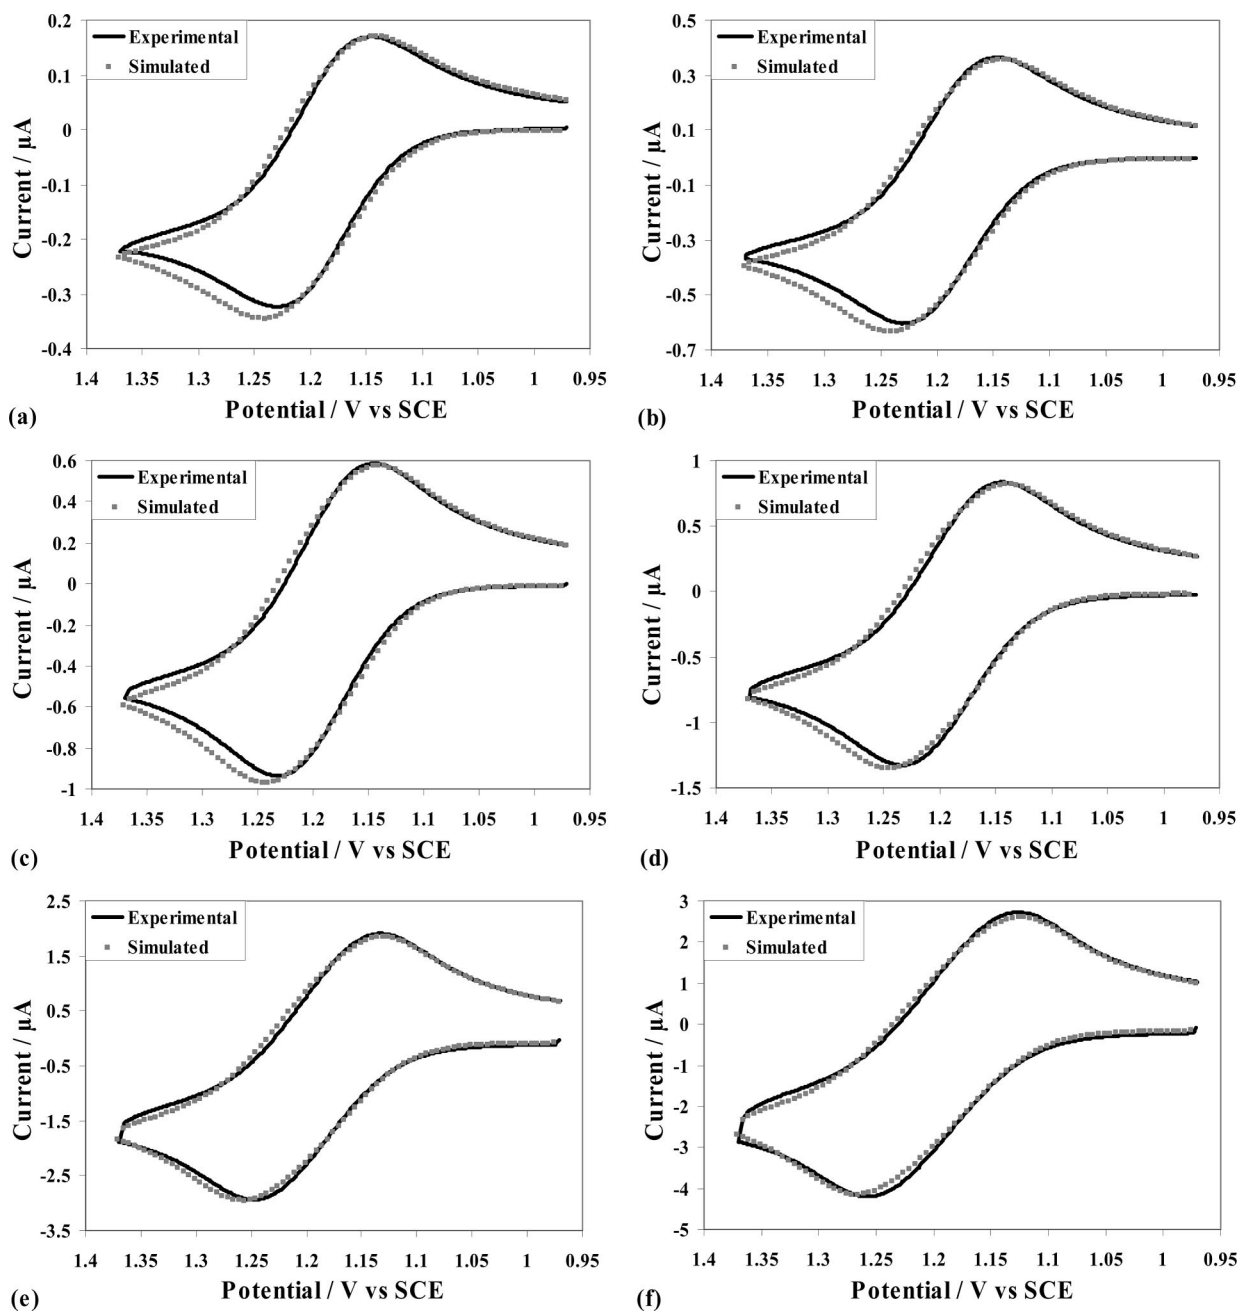 0.2
0.1
0
-0.1
-0.2
-0.3
-0.4
Current / µA
Experimental
Simulated
1.4 1.35 1.3 1.25 1.2 1.15 1.1 1.05 1 0.95
Potential / V vs SCE
(a)
0.5
0.3
0.1
-0.1
-0.3
-0.5
-0.7
Current / µA
Experimental
Simulated
1.4 1.35 1.3 1.25 1.2 1.15 1.1 1.05 1 0.95
Potential / V vs SCE
(b)
0.6
0.4
0.2
0
-0.2
-0.4
-0.6
-0.8
-1
Current / µA
Experimental
Simulated
1.4 1.35 1.3 1.25 1.2 1.15 1.1 1.05 1 0.95
Potential / V vs SCE
(c)
1
0.5
0
-0.5
-1
-1.5
Current / µA
Experimental
Simulated
1.4 1.35 1.3 1.25 1.2 1.15 1.1 1.05 1 0.95
Potential / V vs SCE
(d)
2.5
1.5
0.5
-0.5
-1.5
-2.5
-3.5
Current / µA
Experimental
Simulated
1.4 1.35 1.3 1.25 1.2 1.15 1.1 1.05 1 0.95
Potential / V vs SCE
(e)
3
2
1
0
-1
-2
-3
-4
-5
Current / µA
Experimental
Simulated
1.4 1.35 1.3 1.25 1.2 1.15 1.1 1.05 1 0.95
Potential / V vs SCE
(f)